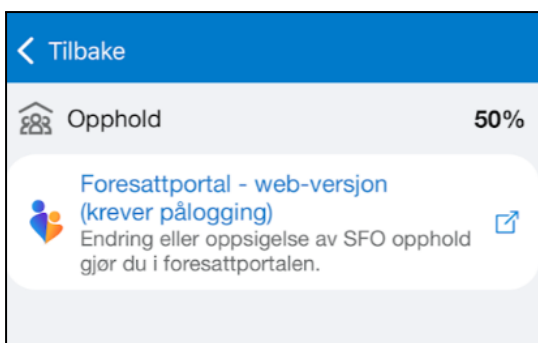 Tilbake
Opphold 50%
Foresattportal - web-versjon
(krever pålogging)
Endring eller oppsigelse av SFO opphold
gjør du i foresattportalen.